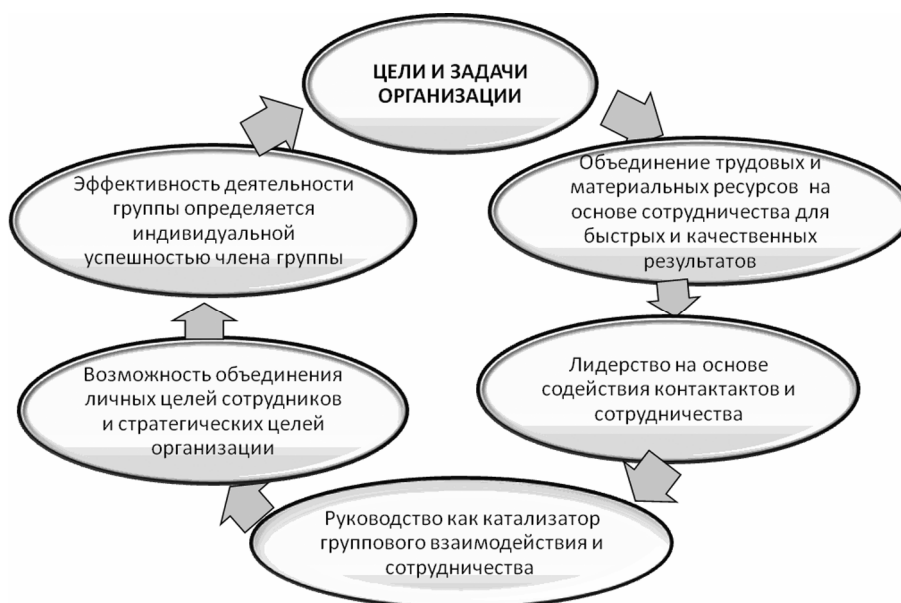 ЦЕЛИ И ЗАДАЧИ
ОРГАНИЗАЦИИ
Объединение трудовых и
материальных ресурсов на
основе сотрудничества для
быстрых и качественных
результатов
Лидерство на основе
содействия контактактов и
сотрудничества
Руководство как катализатор
группового взаимодействия и
сотрудничества
Возможность объединения
личных целей сотрудников
и стратегических целей
организации
Эффективность деятельности
группы определяется
индивидуальной
успешностью члена группы